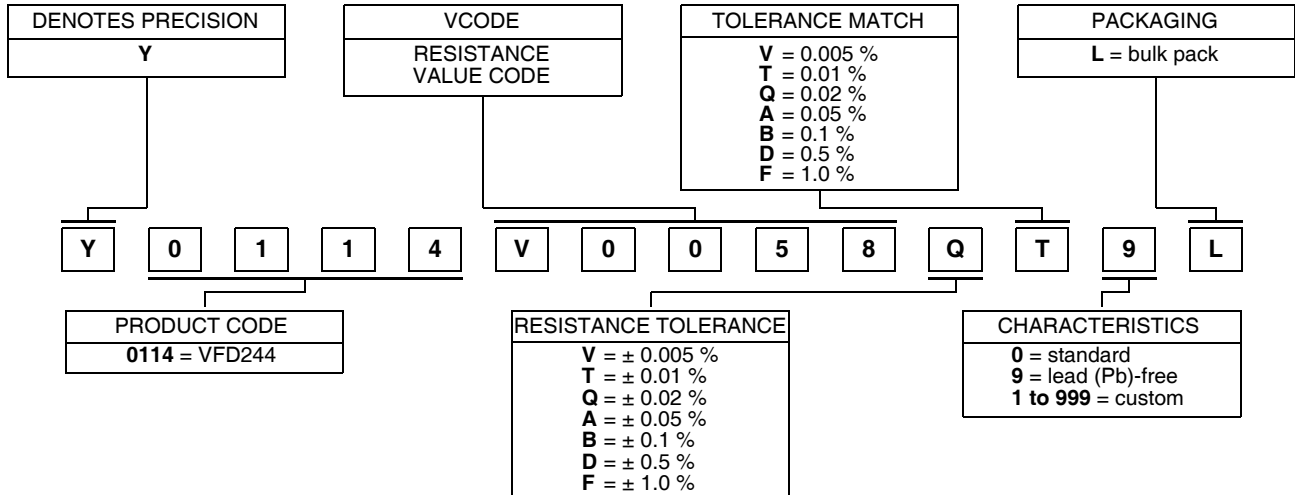 DENOTES PRECISION
Y
VCODE
RESISTANCE
VALUE CODE
TOLERANCE MATCH
V = 0.005 %
T = 0.01 %
Q = 0.02 %
A = 0.05 %
B = 0.1 %
D = 0.5 %
F = 1.0 %
PACKAGING
L = bulk pack
Y 0 1 1 4 V 0 0 5 8 Q T 9 L
PRODUCT CODE
0114 = VFD244
RESISTANCE TOLERANCE
V = ± 0.005 %
T = ± 0.01 %
Q = ± 0.02 %
A = ± 0.05 %
B = ± 0.1 %
D = ± 0.5 %
F = ± 1.0 %
CHARACTERISTICS
0 = standard
9 = lead (Pb)-free
1 to 999 = custom